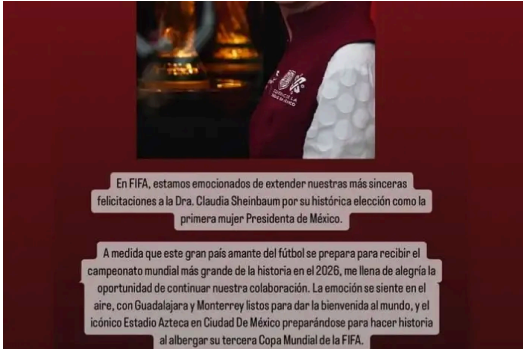 En FIFA, estamos emocionados de extender nuestras más sinceras
felicitaciones a la Dra. Claudia Sheinbaum por su histórica elección como la
primera mujer Presidenta de México.
A medida que este gran país amante del fútbol se prepara para recibir el
campeonato mundial más grande de la historia en el 2026, me llena de alegría la
oportunidad de continuar nuestra colaboración. La emoción se siente en el
aire, con Guadalajara y Monterrey listos para dar la bienvenida al mundo, y el
icónico Estadio Azteca en Ciudad De México preparándose para hacer historia
al albergar su tercera Copa Mundial de la FIFA.